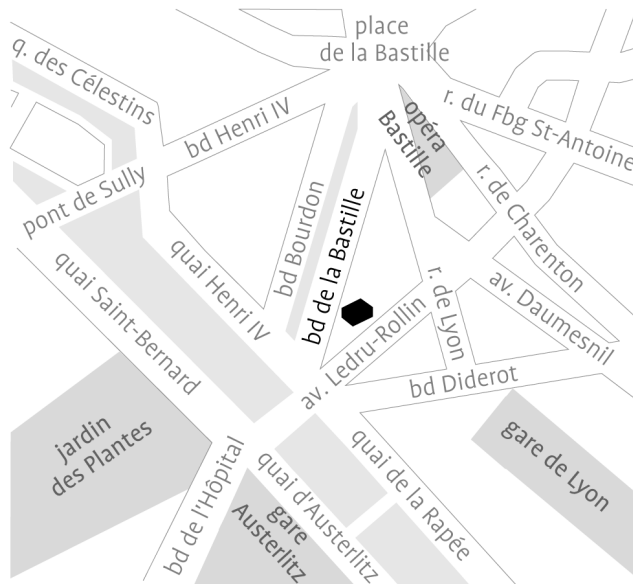 place
de la Bastille
q. des Célestins
bd Henri IV
r. du Fbg St-Antoine
opéra
Bastille
pont de Sully
bd Bourdon
bd de la Bastille
r. de Charenton
quai Saint-Bernard
quai Henri IV
r. de Lyon
av. Daumesnil
av. Ledru-Rollin
bd Diderot
jardin
des Plantes
bd de l'Hôpital
quai d'Austerlitz
quai de la Rapée
gare de Lyon
gare
Austerlitz